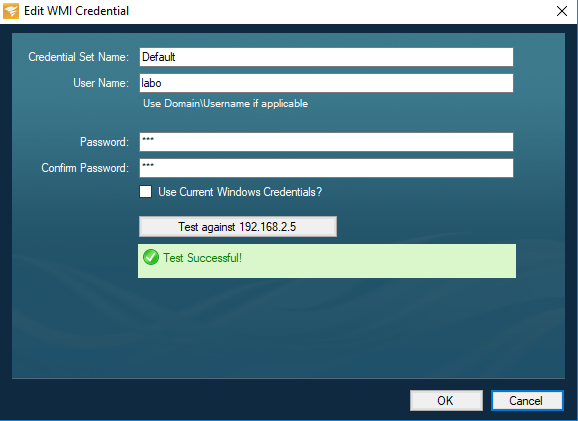 Edit WMI Credential
Credential Set Name: Default
User Name: labo
Use Domain\Username if applicable
Password: ***
Confirm Password: ***
Use Current Windows Credentials?
Test against 192.168.2.5
Test Successful!
OK Cancel